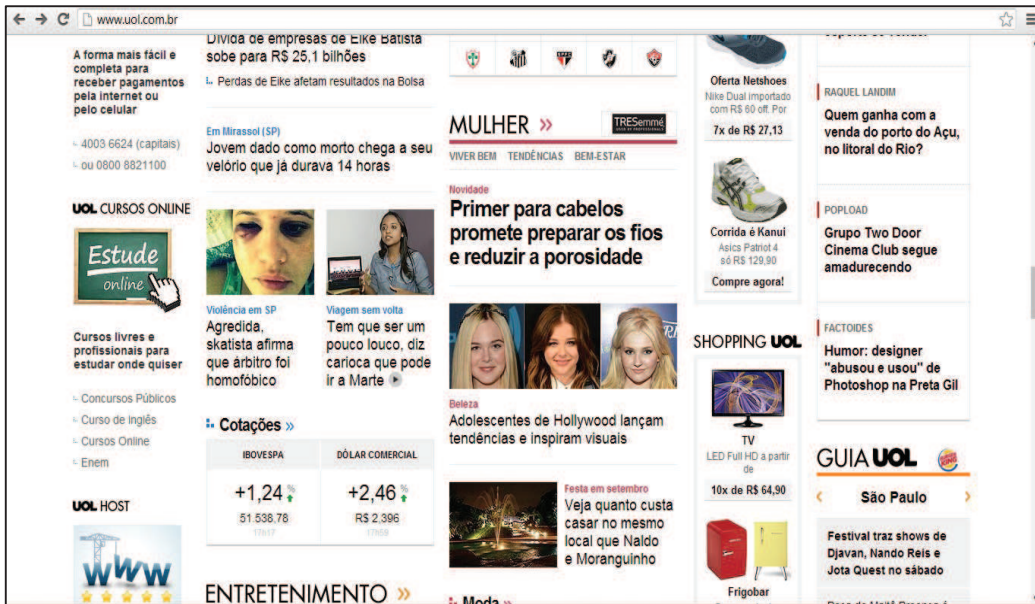 www.uol.com.br
A forma mais fácil e
completa para
receber pagamentos
pela internet ou
pelo celular
4003 6624 (capitais)
ou 0800 8821100
UOL CURSOS ONLINE
Estude
online
Cursos livres e
profissionais para
estudar onde quiser
Concursos Públicos
Curso de Inglês
Cursos Online
Enem
UOL HOST
WWW
Dívida de empresas de Eike Batista
sobe para R$ 25,1 bilhões
Perdas de Eike afetam resultados na Bolsa
Em Mirassol (SP)
Jovem dado como morto chega a seu
velório que já durava 14 horas
Violência em SP
Agredida,
skatista afirma
que árbitro foi
homofóbico
Viagem sem volta
Tem que ser um
pouco louco, diz
carioca que pode
ir a Marte
Cotações »
IBOVESPA
+1,24 %
51.538,78
17h17
DÓLAR COMERCIAL
+2,46 %
R$ 2,396
17h59
ENTRETENIMENTO »
MULHER »
TRESemmé
VIVER BEM TENDÊNCIAS BEM-ESTAR
Novidade
Primer para cabelos
promete preparar os fios
e reduzir a porosidade
Beleza
Adolescentes de Hollywood lançam
tendências e inspiram visuais
Festa em setembro
Veja quanto custa
casar no mesmo
local que Naldo
e Moranguinho
Moda »
Oferta Netshoes
Nike Dual Importado
com R$ 60 off. Por
7x de R$ 27,13
Corrida é Kanui
Asics Patriot 4
só R$ 129,90
Compre agora!
SHOPPING UOL
TV
LED Full HD a partir
de
10x de R$ 64,90
Frigobar
RAQUEL LANDIM
Quem ganha com a
venda do porto do Açu,
no litoral do Rio?
POPLOAD
Grupo Two Door
Cinema Club segue
amadurecendo
FACTOIDES
Humor: designer
"abusou e usou" de
Photoshop na Preta Gil
GUIA UOL
BURGER KING
‹ São Paulo ›
Festival traz shows de
Djavan, Nando Reis e
Jota Quest no sábado